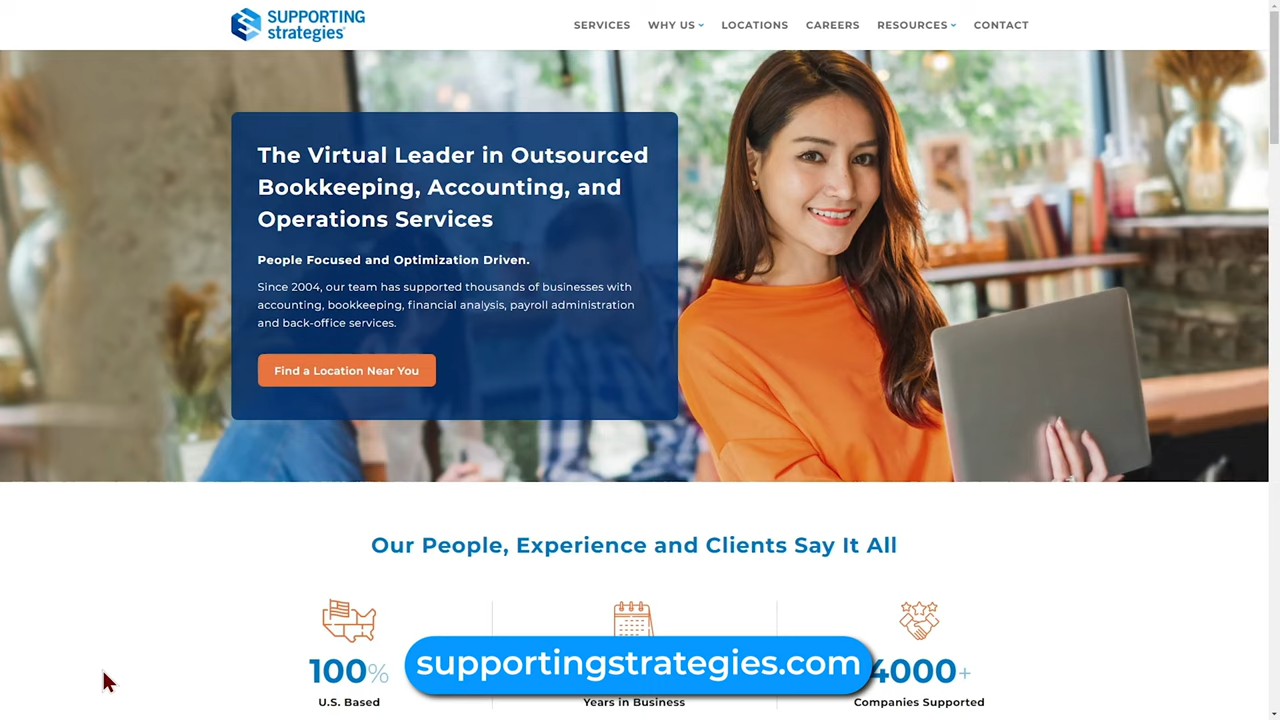 SUPPORTING
strategies
SERVICES
WHY US
LOCATIONS
CAREERS
RESOURCES
CONTACT
The Virtual Leader in Outsourced
Bookkeeping, Accounting, and
Operations Services
People Focused and Optimization Driven.
Since 2004, our team has supported thousands of businesses with
accounting, bookkeeping, financial analysis, payroll administration
and back-office services.
Find a Location Near You
Our People, Experience and Clients Say It All
100%
U.S. Based
Years in Business
4000+
Companies Supported
supportingstrategies.com